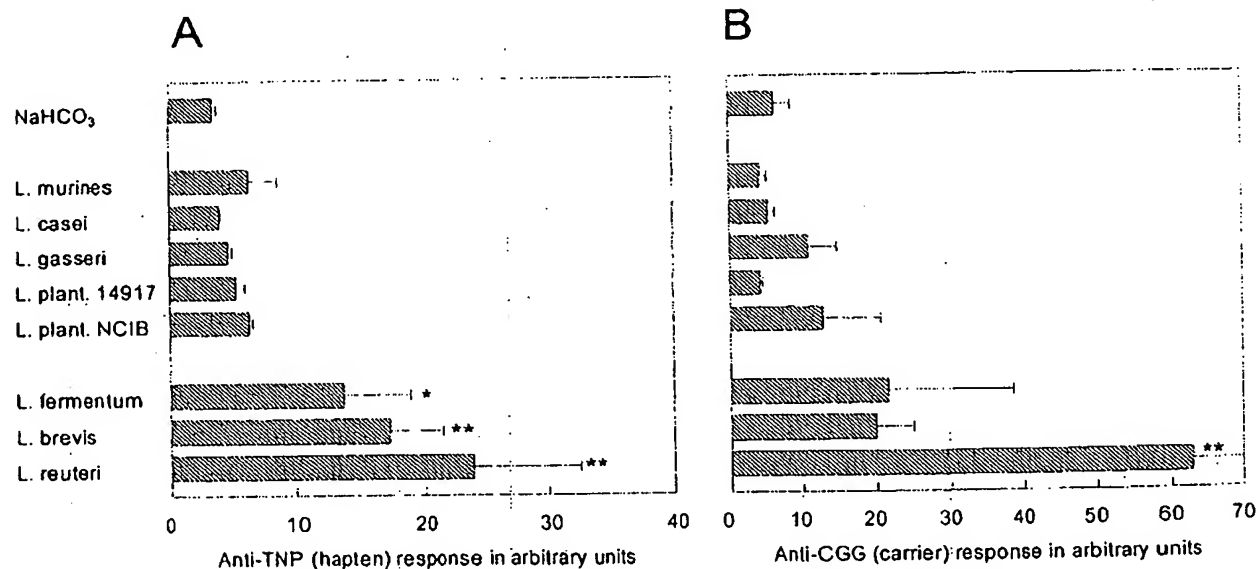 A
B
NaHCO3
L. murines
L. casei
L. gasseri
L. plant. 14917
L. plant. NCIB
L. fermentum
L. brevis
L. reuteri
*
**
**
**
0 10 20 30 40
0 10 20 30 40 50 60 70
Anti-TNP (hapten) response in arbitrary units
Anti-CGG (carrier) response in arbitrary units